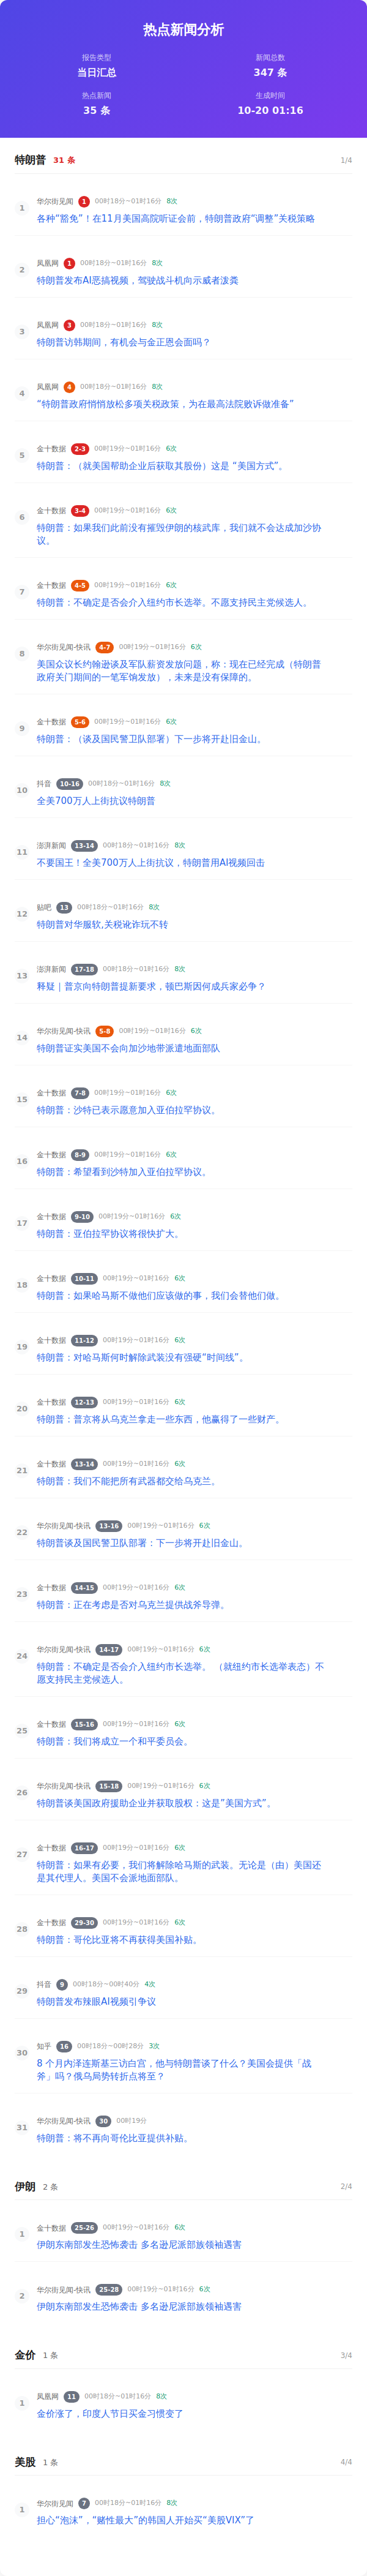 热点新闻分析
报告类型
当日汇总
新闻总数
347 条
热点新闻
35 条
生成时间
10-20 01:16
特朗普 31 条 1/4
1
华尔街见闻 1 00时18分~01时16分 8次
各种“豁免”！在11月美国高院听证会前，特朗普政府“调整”关税策略
2
凤凰网 1 00时18分~01时16分 8次
特朗普发布AI恶搞视频，驾驶战斗机向示威者泼粪
3
凤凰网 3 00时18分~01时16分 8次
特朗普访韩期间，有机会与金正恩会面吗？
4
凤凰网 4 00时18分~01时16分 8次
“特朗普政府悄悄放松多项关税政策，为在最高法院败诉做准备”
5
金十数据 2-3 00时19分~01时16分 6次
特朗普：（就美国帮助企业后获取其股份）这是 “美国方式”。
6
金十数据 3-4 00时19分~01时16分 6次
特朗普：如果我们此前没有摧毁伊朗的核武库，我们就不会达成加沙协
议。
7
金十数据 4-5 00时19分~01时16分 6次
特朗普：不确定是否会介入纽约市长选举。不愿支持民主党候选人。
8
华尔街见闻-快讯 4-7 00时19分~01时16分 6次
美国众议长约翰逊谈及军队薪资发放问题，称：现在已经完成（特朗普
政府关门期间的一笔军饷发放），未来是没有保障的。
9
金十数据 5-6 00时19分~01时16分 6次
特朗普：（谈及国民警卫队部署）下一步将开赴旧金山。
10
抖音 10-16 00时18分~01时16分 8次
全美700万人上街抗议特朗普
11
澎湃新闻 13-14 00时18分~01时16分 8次
不要国王！全美700万人上街抗议，特朗普用AI视频回击
12
贴吧 13 00时18分~01时16分 8次
特朗普对华服软,关税讹诈玩不转
13
澎湃新闻 17-18 00时18分~01时16分 8次
释疑｜普京向特朗普提新要求，顿巴斯因何成兵家必争？
14
华尔街见闻-快讯 5-8 00时19分~01时16分 6次
特朗普证实美国不会向加沙地带派遣地面部队
15
金十数据 7-8 00时19分~01时16分 6次
特朗普：沙特已表示愿意加入亚伯拉罕协议。
16
金十数据 8-9 00时19分~01时16分 6次
特朗普：希望看到沙特加入亚伯拉罕协议。
17
金十数据 9-10 00时19分~01时16分 6次
特朗普：亚伯拉罕协议将很快扩大。
18
金十数据 10-11 00时19分~01时16分 6次
特朗普：如果哈马斯不做他们应该做的事，我们会替他们做。
19
金十数据 11-12 00时19分~01时16分 6次
特朗普：对哈马斯何时解除武装没有强硬“时间线”。
20
金十数据 12-13 00时19分~01时16分 6次
特朗普：普京将从乌克兰拿走一些东西，他赢得了一些财产。
21
金十数据 13-14 00时19分~01时16分 6次
特朗普：我们不能把所有武器都交给乌克兰。
22
华尔街见闻-快讯 13-16 00时19分~01时16分 6次
特朗普谈及国民警卫队部署：下一步将开赴旧金山。
23
金十数据 14-15 00时19分~01时16分 6次
特朗普：正在考虑是否对乌克兰提供战斧导弹。
24
华尔街见闻-快讯 14-17 00时19分~01时16分 6次
特朗普：不确定是否会介入纽约市长选举。 （就纽约市长选举表态）不
愿支持民主党候选人。
25
金十数据 15-16 00时19分~01时16分 6次
特朗普：我们将成立一个和平委员会。
26
华尔街见闻-快讯 15-18 00时19分~01时16分 6次
特朗普谈美国政府援助企业并获取股权：这是“美国方式”。
27
金十数据 16-17 00时19分~01时16分 6次
特朗普：如果有必要，我们将解除哈马斯的武装。无论是（由）美国还
是其代理人。美国不会派地面部队。
28
金十数据 29-30 00时19分~01时16分 6次
特朗普：哥伦比亚将不再获得美国补贴。
29
抖音 9 00时18分~00时40分 4次
特朗普发布辣眼AI视频引争议
30
知乎 16 00时18分~00时28分 3次
8 个月内泽连斯基三访白宫，他与特朗普谈了什么？美国会提供「战
斧」吗？俄乌局势转折点将至？
31
华尔街见闻-快讯 30 00时19分
特朗普：将不再向哥伦比亚提供补贴。
伊朗 2 条 2/4
1
金十数据 25-26 00时19分~01时16分 6次
伊朗东南部发生恐怖袭击 多名逊尼派部族领袖遇害
2
华尔街见闻-快讯 25-28 00时19分~01时16分 6次
伊朗东南部发生恐怖袭击 多名逊尼派部族领袖遇害
金价 1 条 3/4
1
凤凰网 11 00时18分~01时16分 8次
金价涨了，印度人节日买金习惯变了
美股 1 条 4/4
1
华尔街见闻 7 00时18分~01时16分 8次
担心“泡沫”，“赌性最大”的韩国人开始买“美股VIX”了